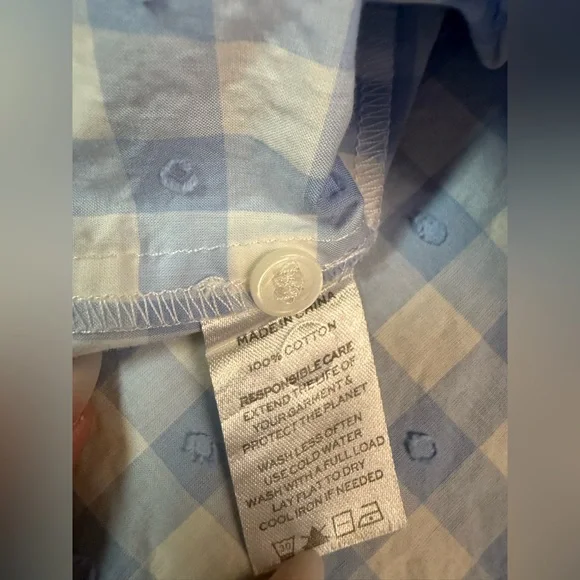 MADE IN CHINA
100% COTTON
RESPONSIBLE CARE
EXTEND THE LIFE OF
YOUR GARMENT &
PROTECT THE PLANET
WASH LESS OFTEN
USE COLD WATER
WASH WITH A FULL LOAD
LAY FLAT TO DRY
COOL IRON IF NEEDED
30